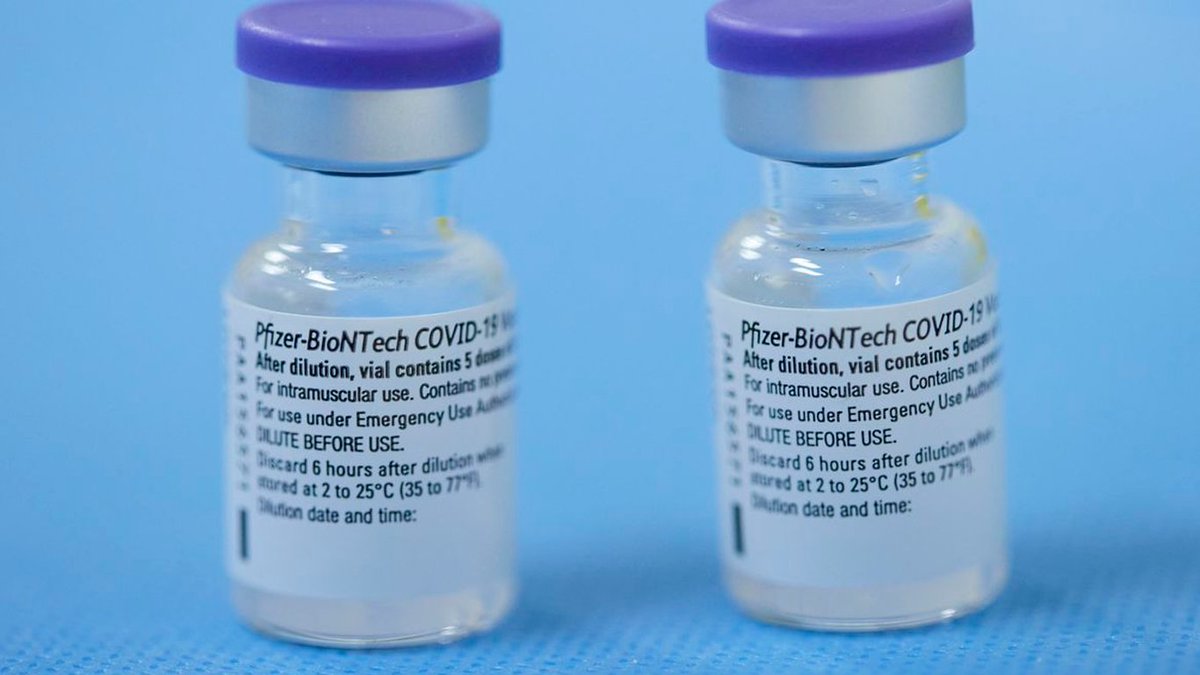 Pfizer-BioNTech COVID-19
After dilution, vial contains 5 doses
For intramuscular use. Contains no
For use under Emergency Use
DILUTE BEFORE USE.
Discard 6 hours after dilution when
stored at 2 to 25°C (35 to 77°F).
Dilution date and time:
Pfizer-BioNTech COVID-19
After dilution, vial contains 5 doses
For intramuscular use. Contains no
For use under Emergency Use
DILUTE BEFORE USE.
Discard 6 hours after dilution when
stored at 2 to 25°C (35 to 77°F).
Dilution date and time: